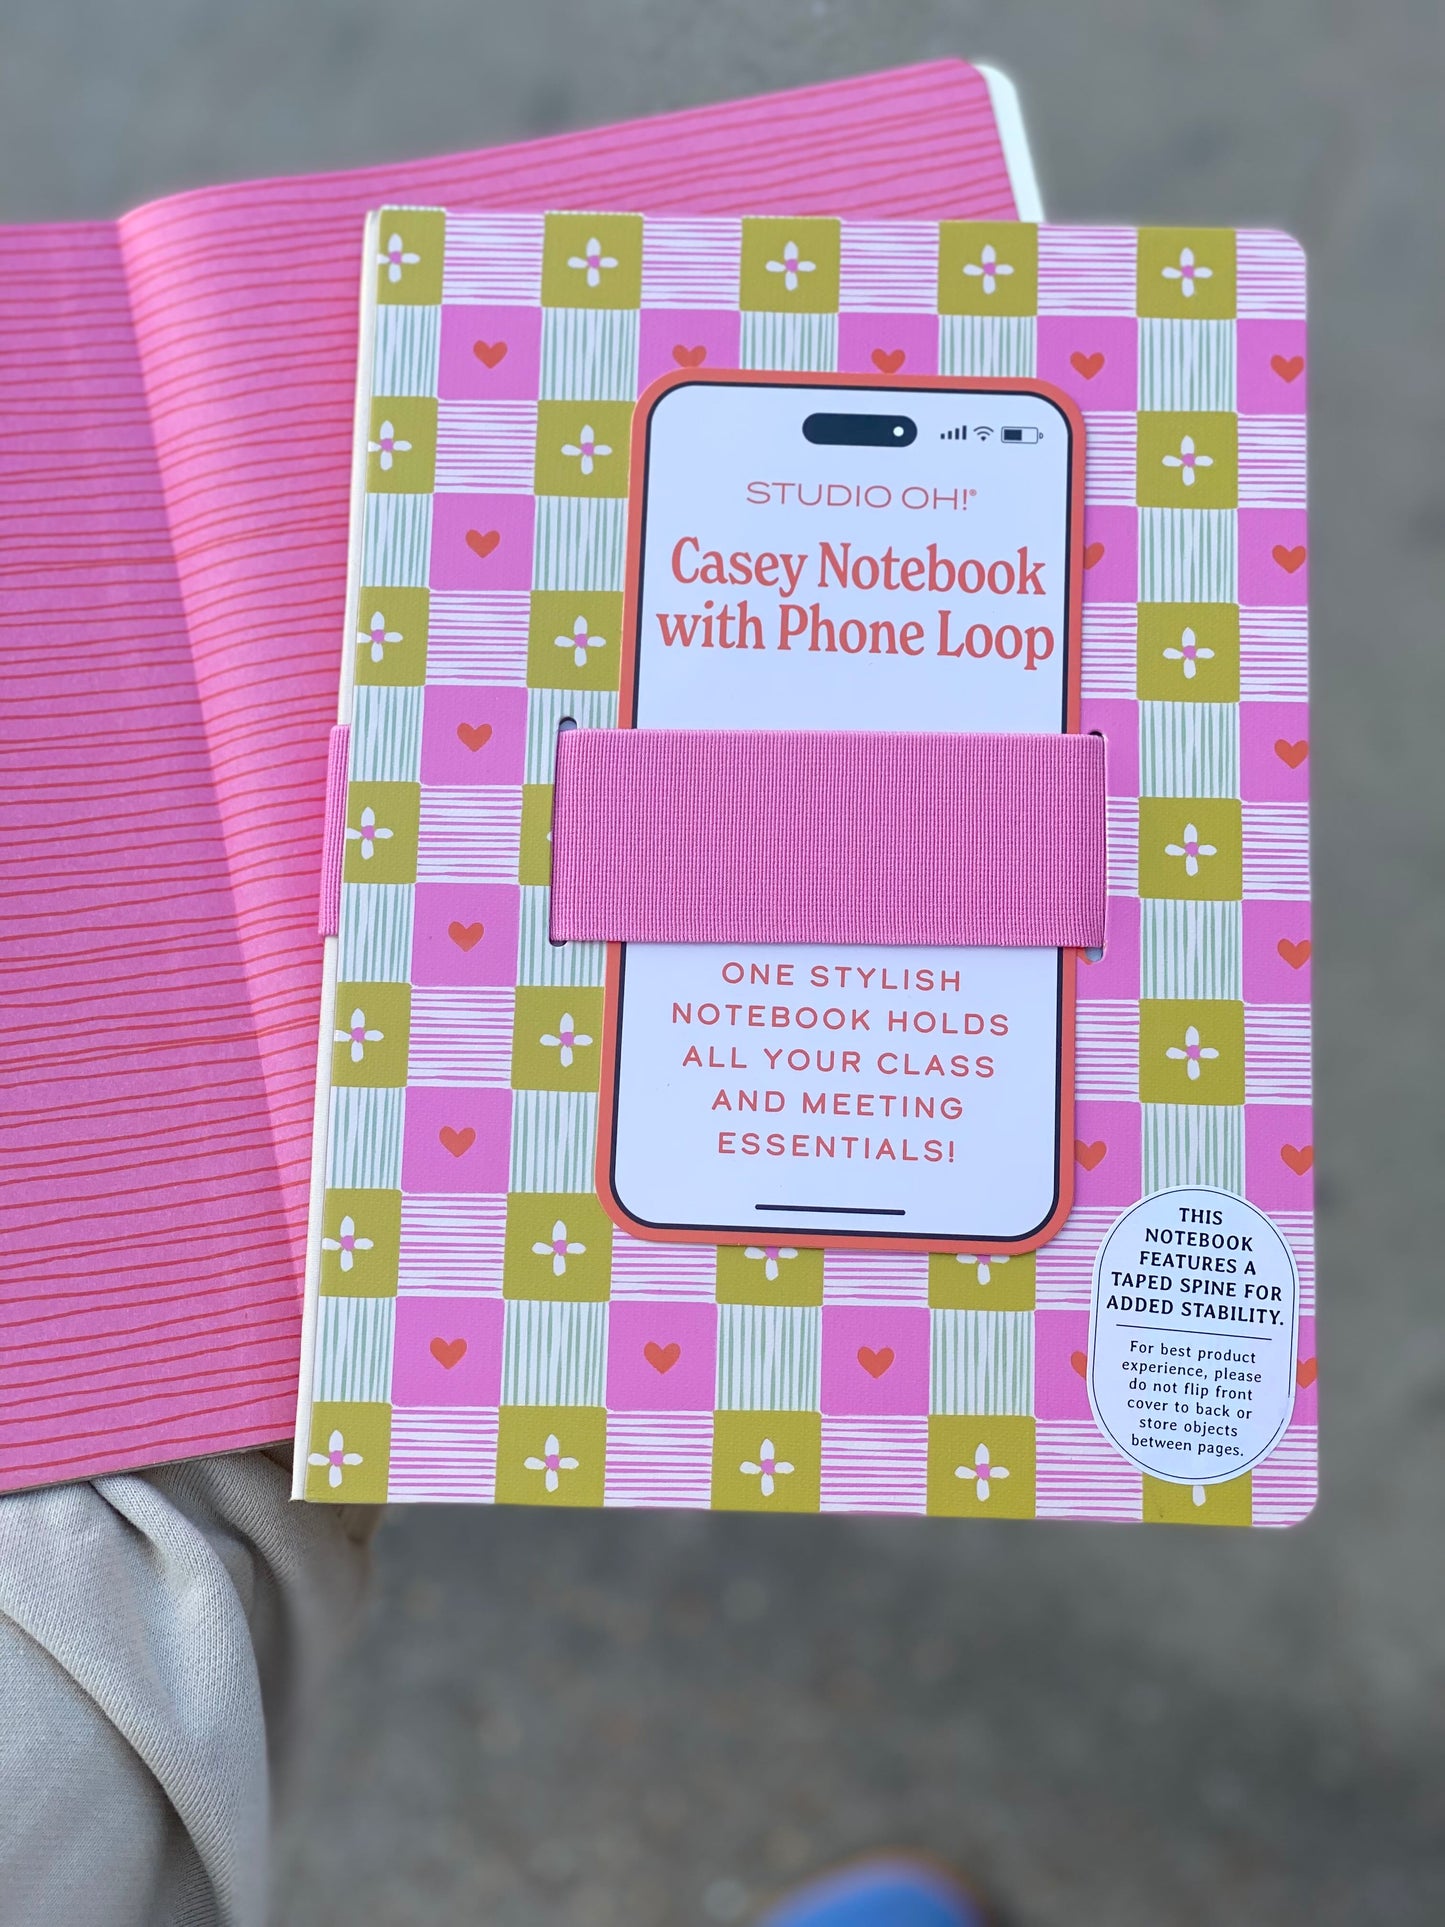 STUDIO OH!®
Casey Notebook
with Phone Loop
ONE STYLISH
NOTEBOOK HOLDS
ALL YOUR CLASS
AND MEETING
ESSENTIALS!
THIS
NOTEBOOK
FEATURES A
TAPED SPINE FOR
ADDED STABILITY.
For best product
experience, please
do not flip front
cover to back or
store objects
between pages.